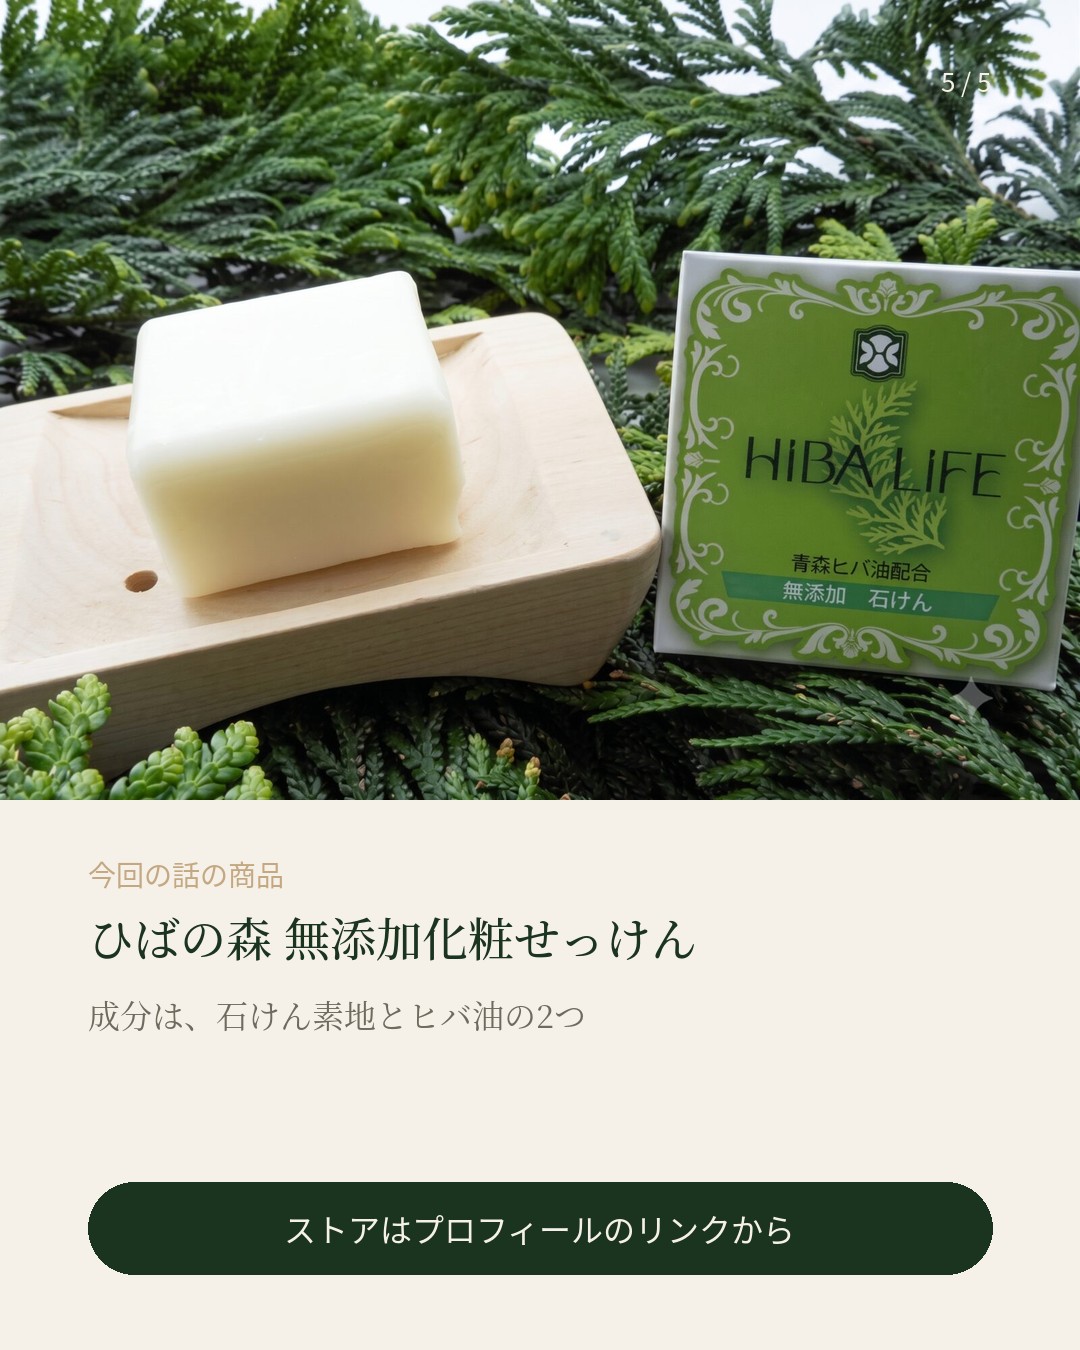 5 / 5
HiBA LiFE
青森ヒバ油配合
無添加 石けん
今回の話の商品
ひばの森 無添加化粧せっけん
成分は、石けん素地とヒバ油の2つ
ストアはプロフィールのリンクから